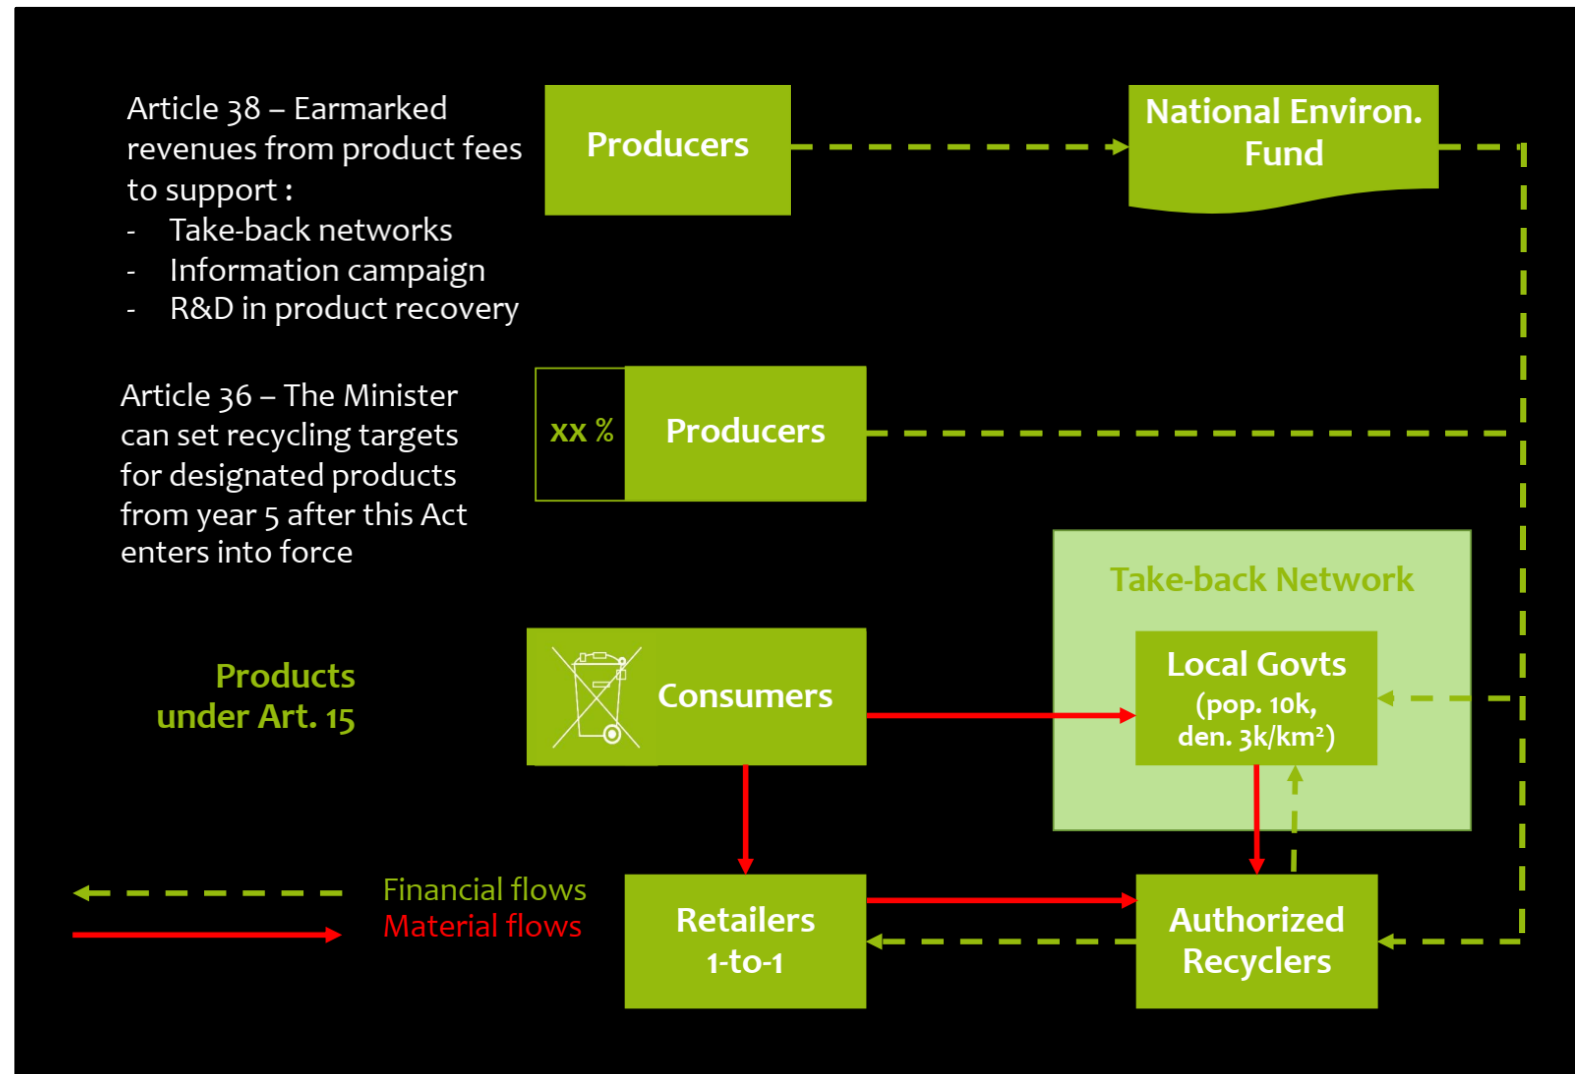 Article 38 – Earmarked
revenues from product fees
to support :
- Take-back networks
- Information campaign
- R&D in product recovery
Producers
National Environ.
Fund
Article 36 – The Minister
can set recycling targets
for designated products
from year 5 after this Act
enters into force
xx %
Producers
Take-back Network
Products
under Art. 15
Consumers
Local Govts
(pop. 10k,
den. 3k/km²)
Financial flows
Material flows
Retailers
1-to-1
Authorized
Recyclers